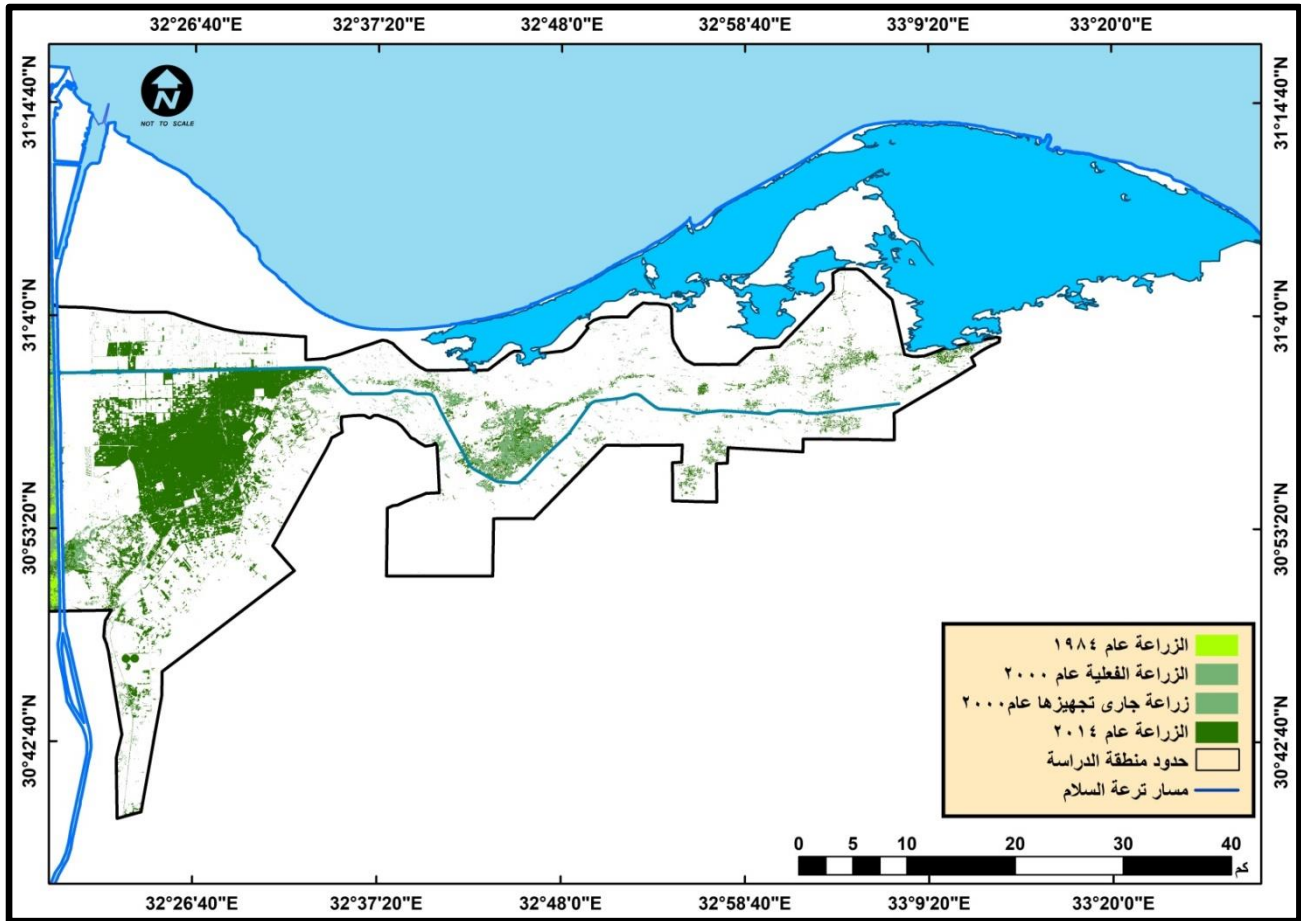 32°26'40"E 32°37'20"E 32°48'0"E 32°58'40"E 33°9'20"E 33°20'0"E
31°14'40"N
31°4'0"N
30°53'20"N
30°42'40"N
N
NOT TO SCALE
31°14'40"N
31°4'0"N
30°53'20"N
30°42'40"N
الزراعة عام ١٩٨٤
الزراعة الفعلية عام ٢٠٠٠
زراعة جارى تجهيزها عام٢٠٠٠
الزراعة عام ٢٠١٤
حدود منطقة الدراسة
مسار ترعة السلام
0 5 10 20 30 40
كم
32°26'40"E 32°37'20"E 32°48'0"E 32°58'40"E 33°9'20"E 33°20'0"E